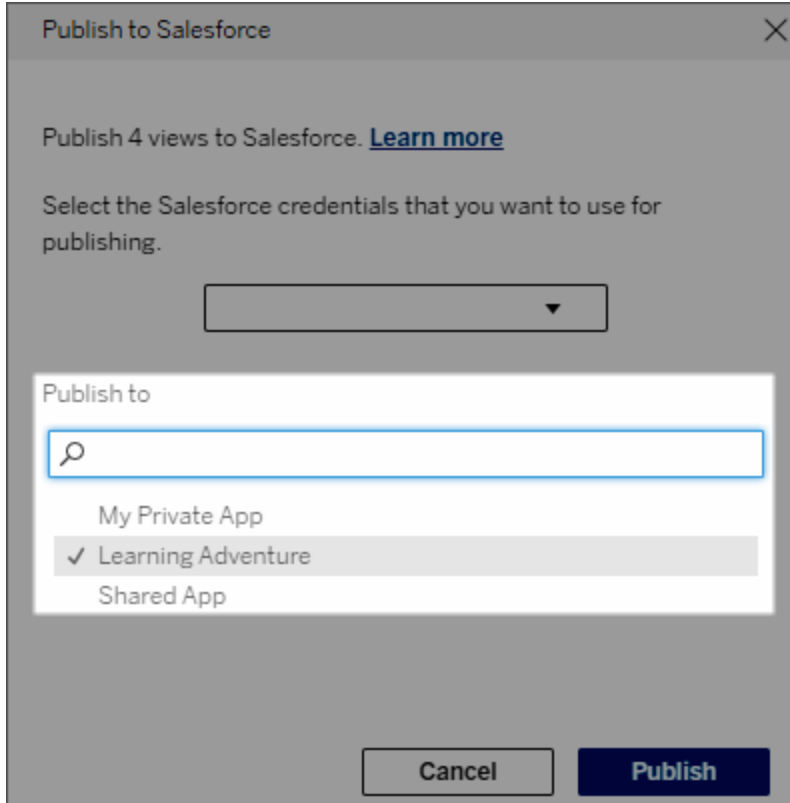 Publish to Salesforce
Publish 4 views to Salesforce. Learn more
Select the Salesforce credentials that you want to use for
publishing.
Publish to
My Private App
Learning Adventure
Shared App
Cancel Publish